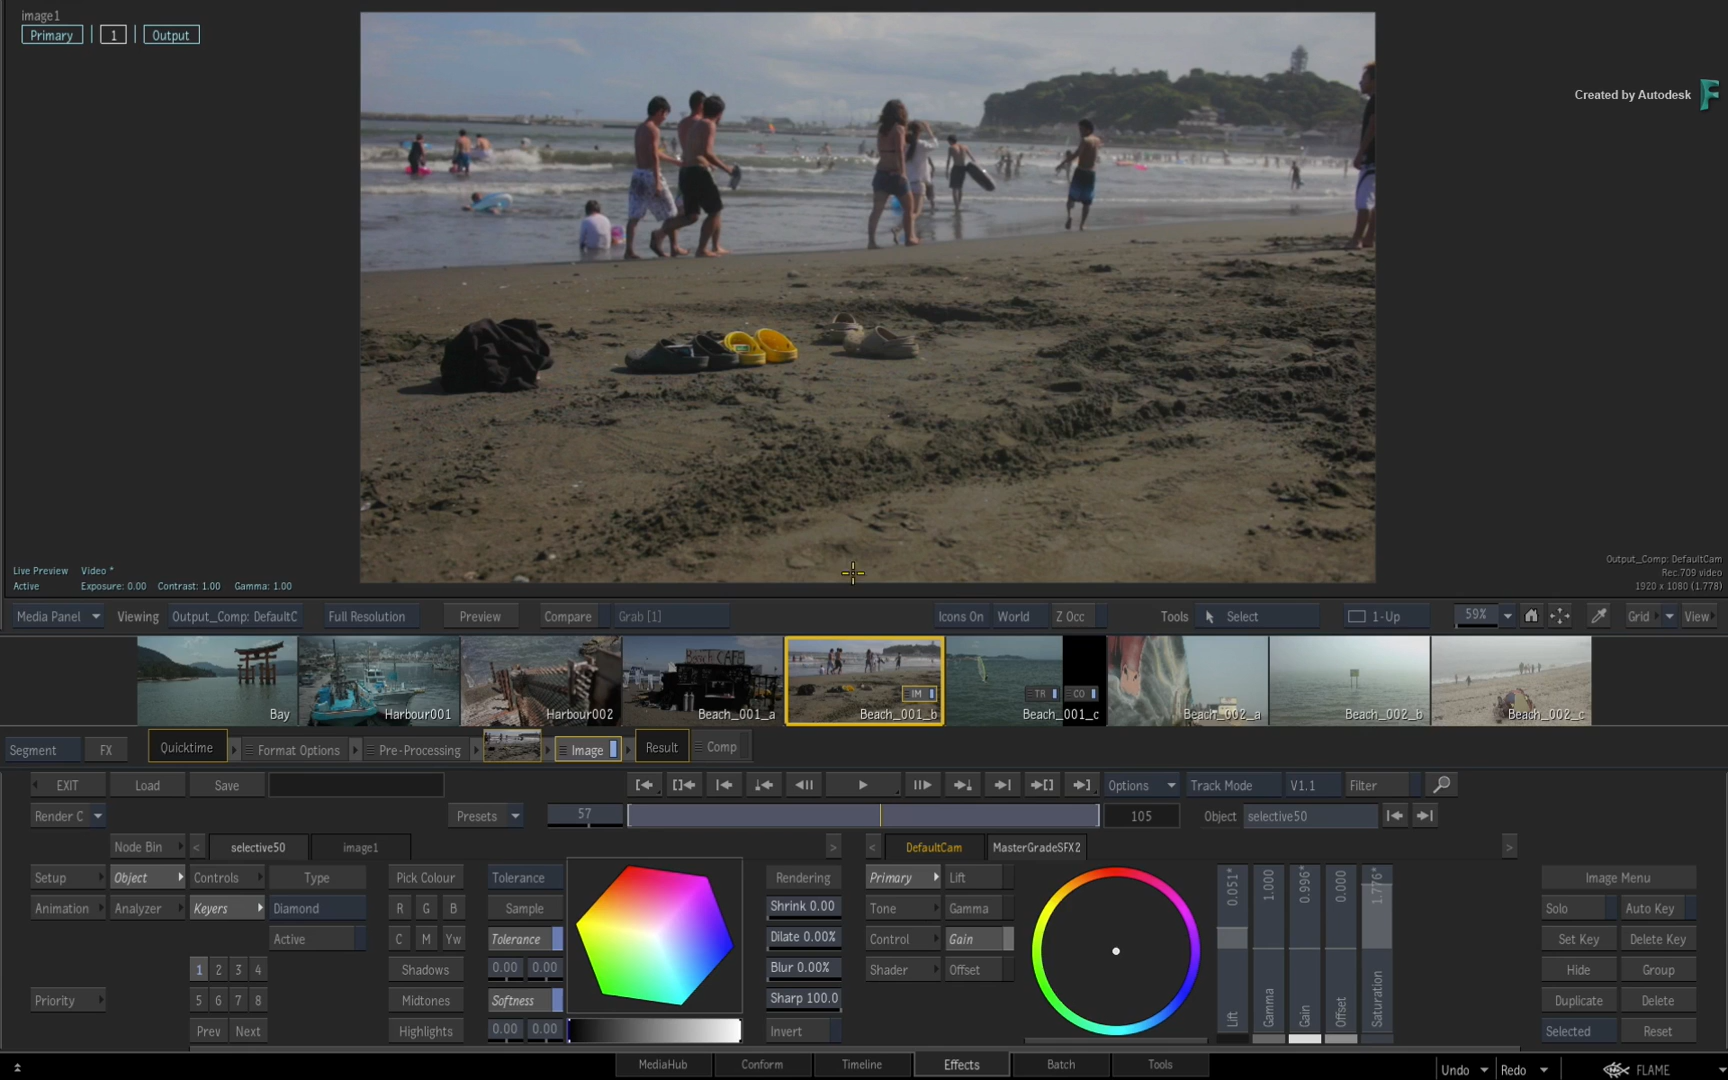 image1
Primary | 1 | Output
Created by Autodesk
Live Preview Video *
Active Exposure: 0.00 Contrast: 1.00 Gamma: 1.00
Output_Comp: DefaultCam
Rec.709 video
1920 x 1080 (1.778)
Media Panel Viewing Output_Comp: DefaultC Full Resolution Preview Compare Grab [1] Icons On World Z Occ Tools Select 1-Up 59% Grid View
IM TR CO
Bay Harbour001 Harbour002 Beach_001_a Beach_001_b Beach_001_c Beach_002_a Beach_002_b Beach_002_c
Segment FX Quicktime Format Options Pre-Processing Image Result Comp
EXIT Load Save Options Track Mode V1.1 Filter
Render C Presets 57 105 Object selective50
Node Bin < selective50 image1 > < DefaultCam MasterGradeSFX2 >
Setup Object Controls Type Pick Colour Tolerance Rendering Primary Lift Image Menu
Animation Analyzer Keyers Diamond R G B Sample Shrink 0.00 Tone Gamma Solo Auto Key
Active C M Yw Tolerance Dilate 0.00% Control Gain Set Key Delete Key
1 2 3 4 Shadows 0.00 0.00 Blur 0.00% Shader Offset Hide Group
Priority 5 6 7 8 Midtones Softness Sharp 100.0 Duplicate Delete
Prev Next Highlights 0.00 0.00 Invert Selected Reset
0.051* 1.000 0.996* 0.000 1.776*
Lift Gamma Gain Offset Saturation
MediaHub Conform Timeline Effects Batch Tools Undo Redo FLAME